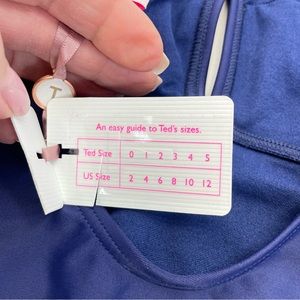 T
An easy guide to Ted's sizes.
Ted Size 0 1 2 3 4 5
US Size 2 4 6 8 10 12